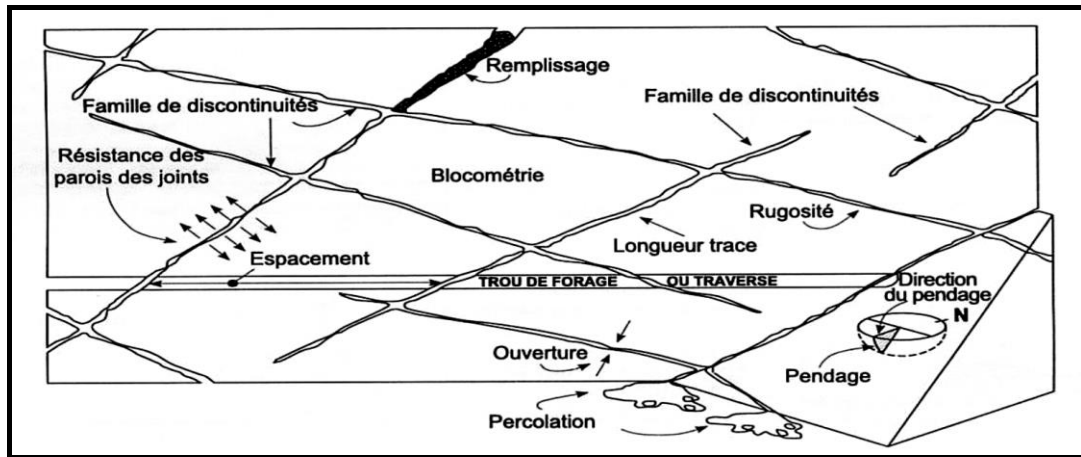 Remplissage
Famille de discontinuités
Famille de discontinuités
Résistance des
parois des joints
Blocométrie
Rugosité
Longueur trace
Espacement
TROU DE FORAGE OU TRAVERSE
Direction
du pendage
N
Ouverture
Pendage
Percolation